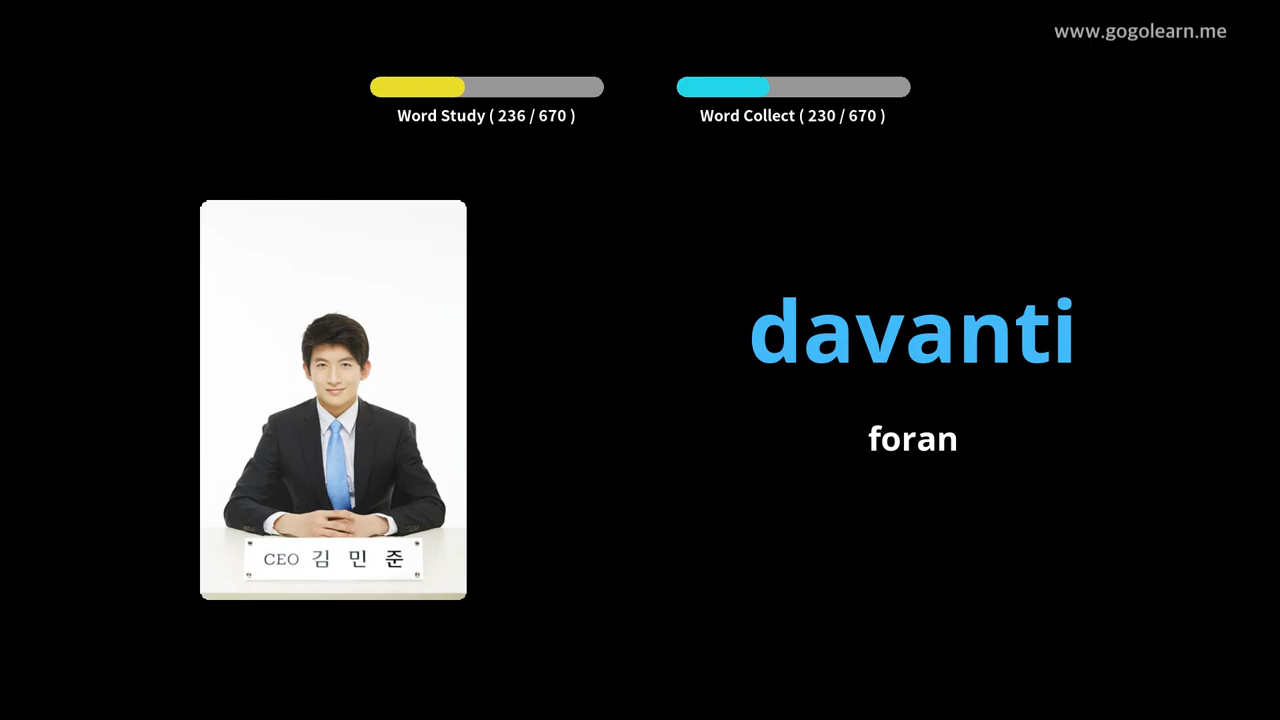 www.gogolearn.me
Word Study ( 236 / 670 )
Word Collect ( 230 / 670 )
davanti
foran
CEO 김 민 준